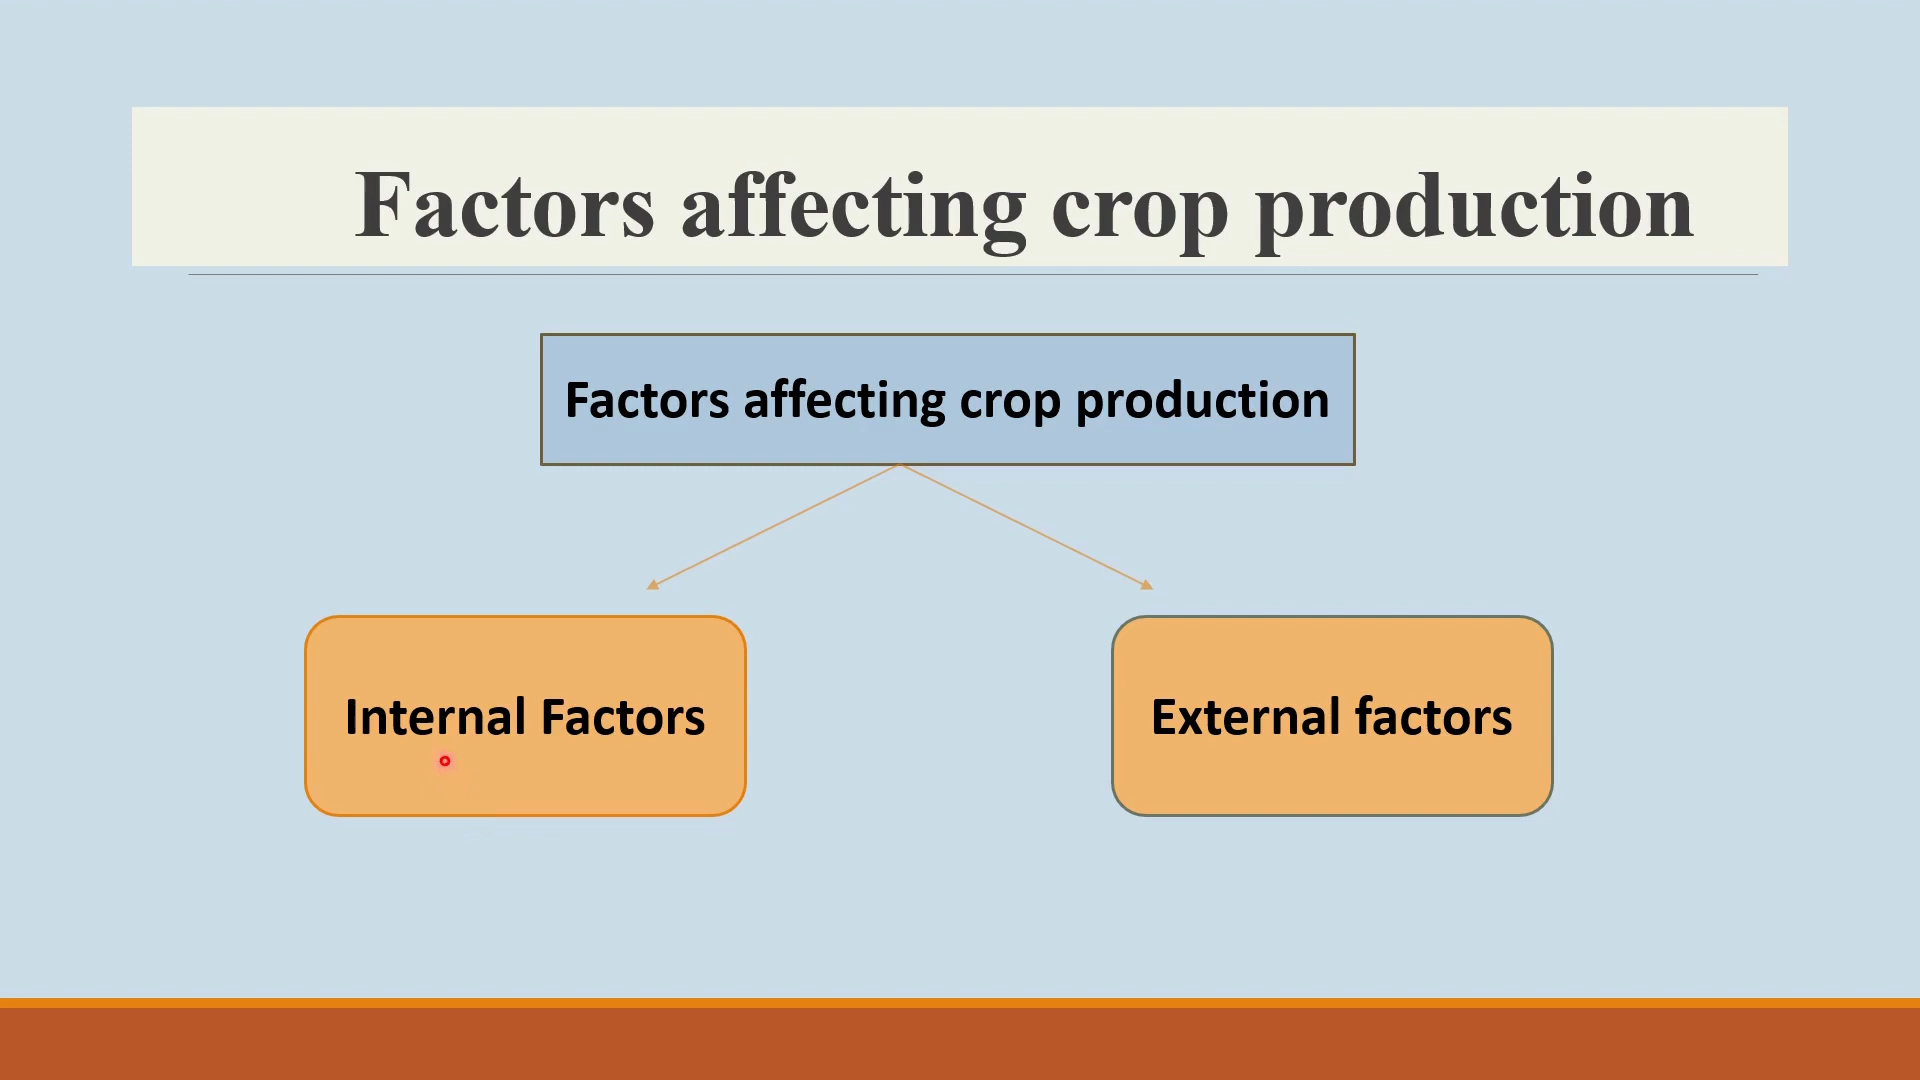 Factors affecting crop production
Factors affecting crop production
Internal Factors
External factors